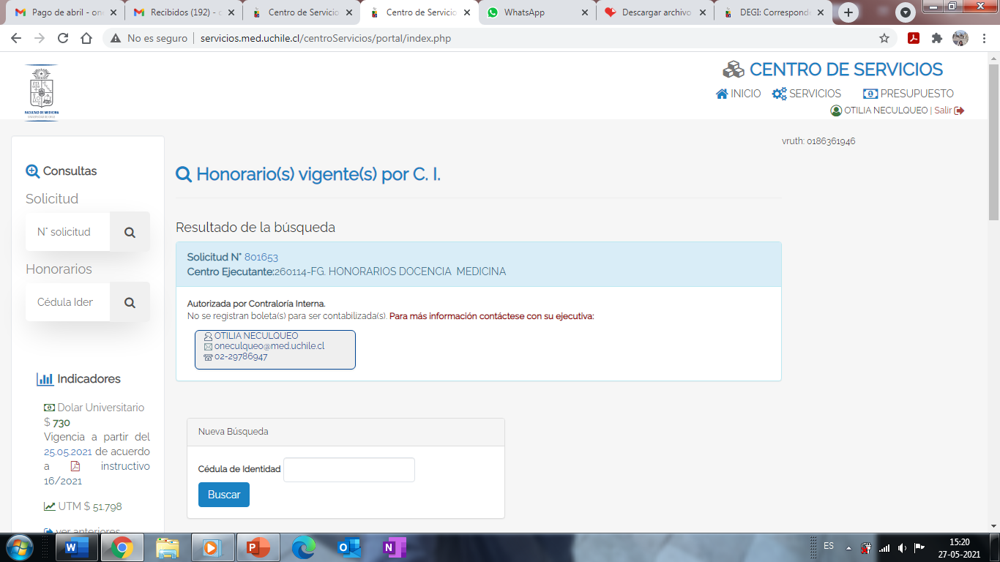 Pago de abril - on
Recibidos (192) - o
Centro de Servicio
Centro de Servicio
WhatsApp
Descargar archivo
DEGI: Corresponde
No es seguro
servicios.med.uchile.cl/centroServicios/portal/index.php
FACULTAD DE MEDICINA
UNIVERSIDAD DE CHILE
CENTRO DE SERVICIOS
INICIO SERVICIOS PRESUPUESTO
OTILIA NECULQUEO | Salir
vruth: 0186361946
Consultas
Solicitud
N° solicitud
Honorarios
Cédula Iden
Indicadores
Dolar Universitario
$ 730
Vigencia a partir del
25.05.2021 de acuerdo
a instructivo
16/2021
UTM $ 51.798
ver anteriores
Honorario(s) vigente(s) por C. I.
Resultado de la búsqueda
Solicitud N° 801653
Centro Ejecutante:260114-FG. HONORARIOS DOCENCIA MEDICINA
Autorizada por Contraloría Interna.
No se registran boleta(s) para ser contabilizada(s). Para más información contáctese con su ejecutiva:
OTILIA NECULQUEO
oneculqueo@med.uchile.cl
02-29786947
Nueva Búsqueda
Cédula de Identidad
Buscar
ES
15:20
27-05-2021